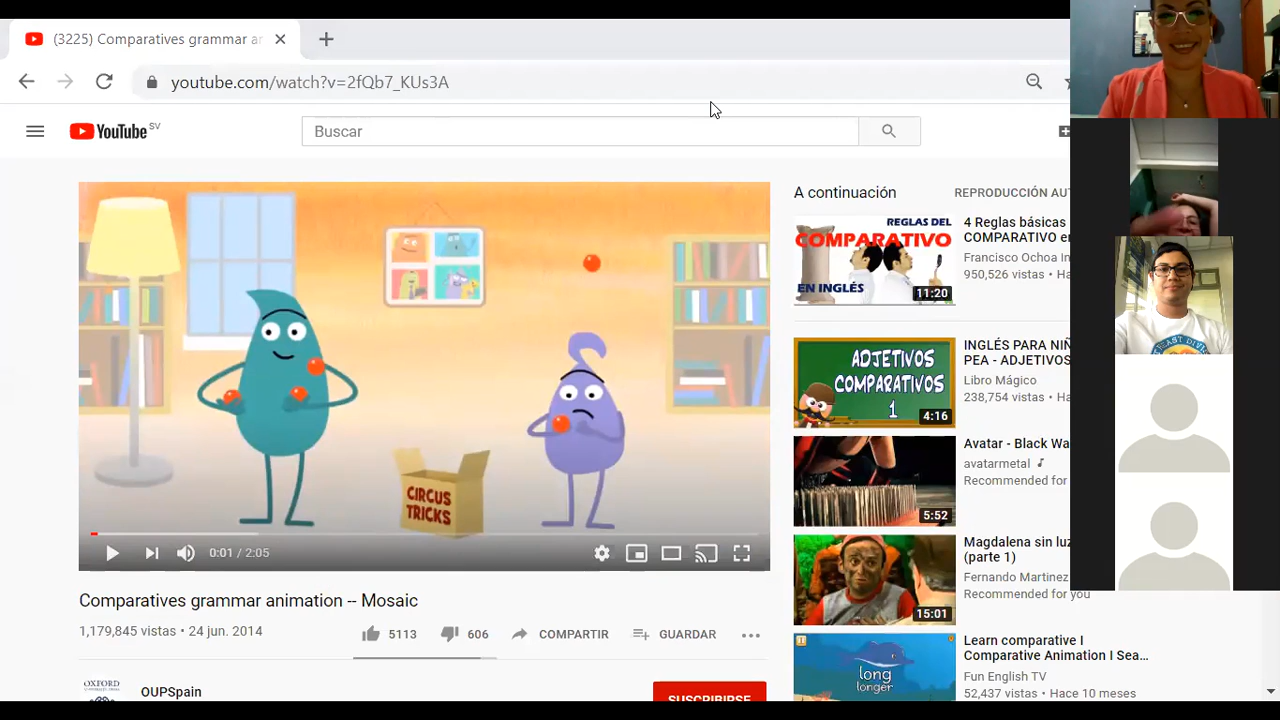 (3225) Comparatives grammar ar
youtube.com/watch?v=2fQb7_KUs3A
YouTube SV
Buscar
CIRCUS
TRICKS
0:01 / 2:05
Comparatives grammar animation -- Mosaic
1,179,845 vistas • 24 jun. 2014
5113
606
COMPARTIR
GUARDAR
OXFORD
OUPSpain
SUSCRIBIRSE
A continuación
REPRODUCCIÓN AUT
REGLAS DEL
COMPARATIVO
EN INGLÉS
11:20
4 Reglas básicas
COMPARATIVO en
Francisco Ochoa In
950,526 vistas • Ha
ADJETIVOS
COMPARATIVOS
1
4:16
INGLÉS PARA NIÑ
PEA - ADJETIVOS
Libro Mágico
238,754 vistas • Ha
5:52
Avatar - Black Wa
avatarmetal
Recommended for
15:01
Magdalena sin luz
(parte 1)
Fernando Martinez
Recommended for you
long
longer
Learn comparative I
Comparative Animation I Sea...
Fun English TV
52,437 vistas • Hace 10 meses